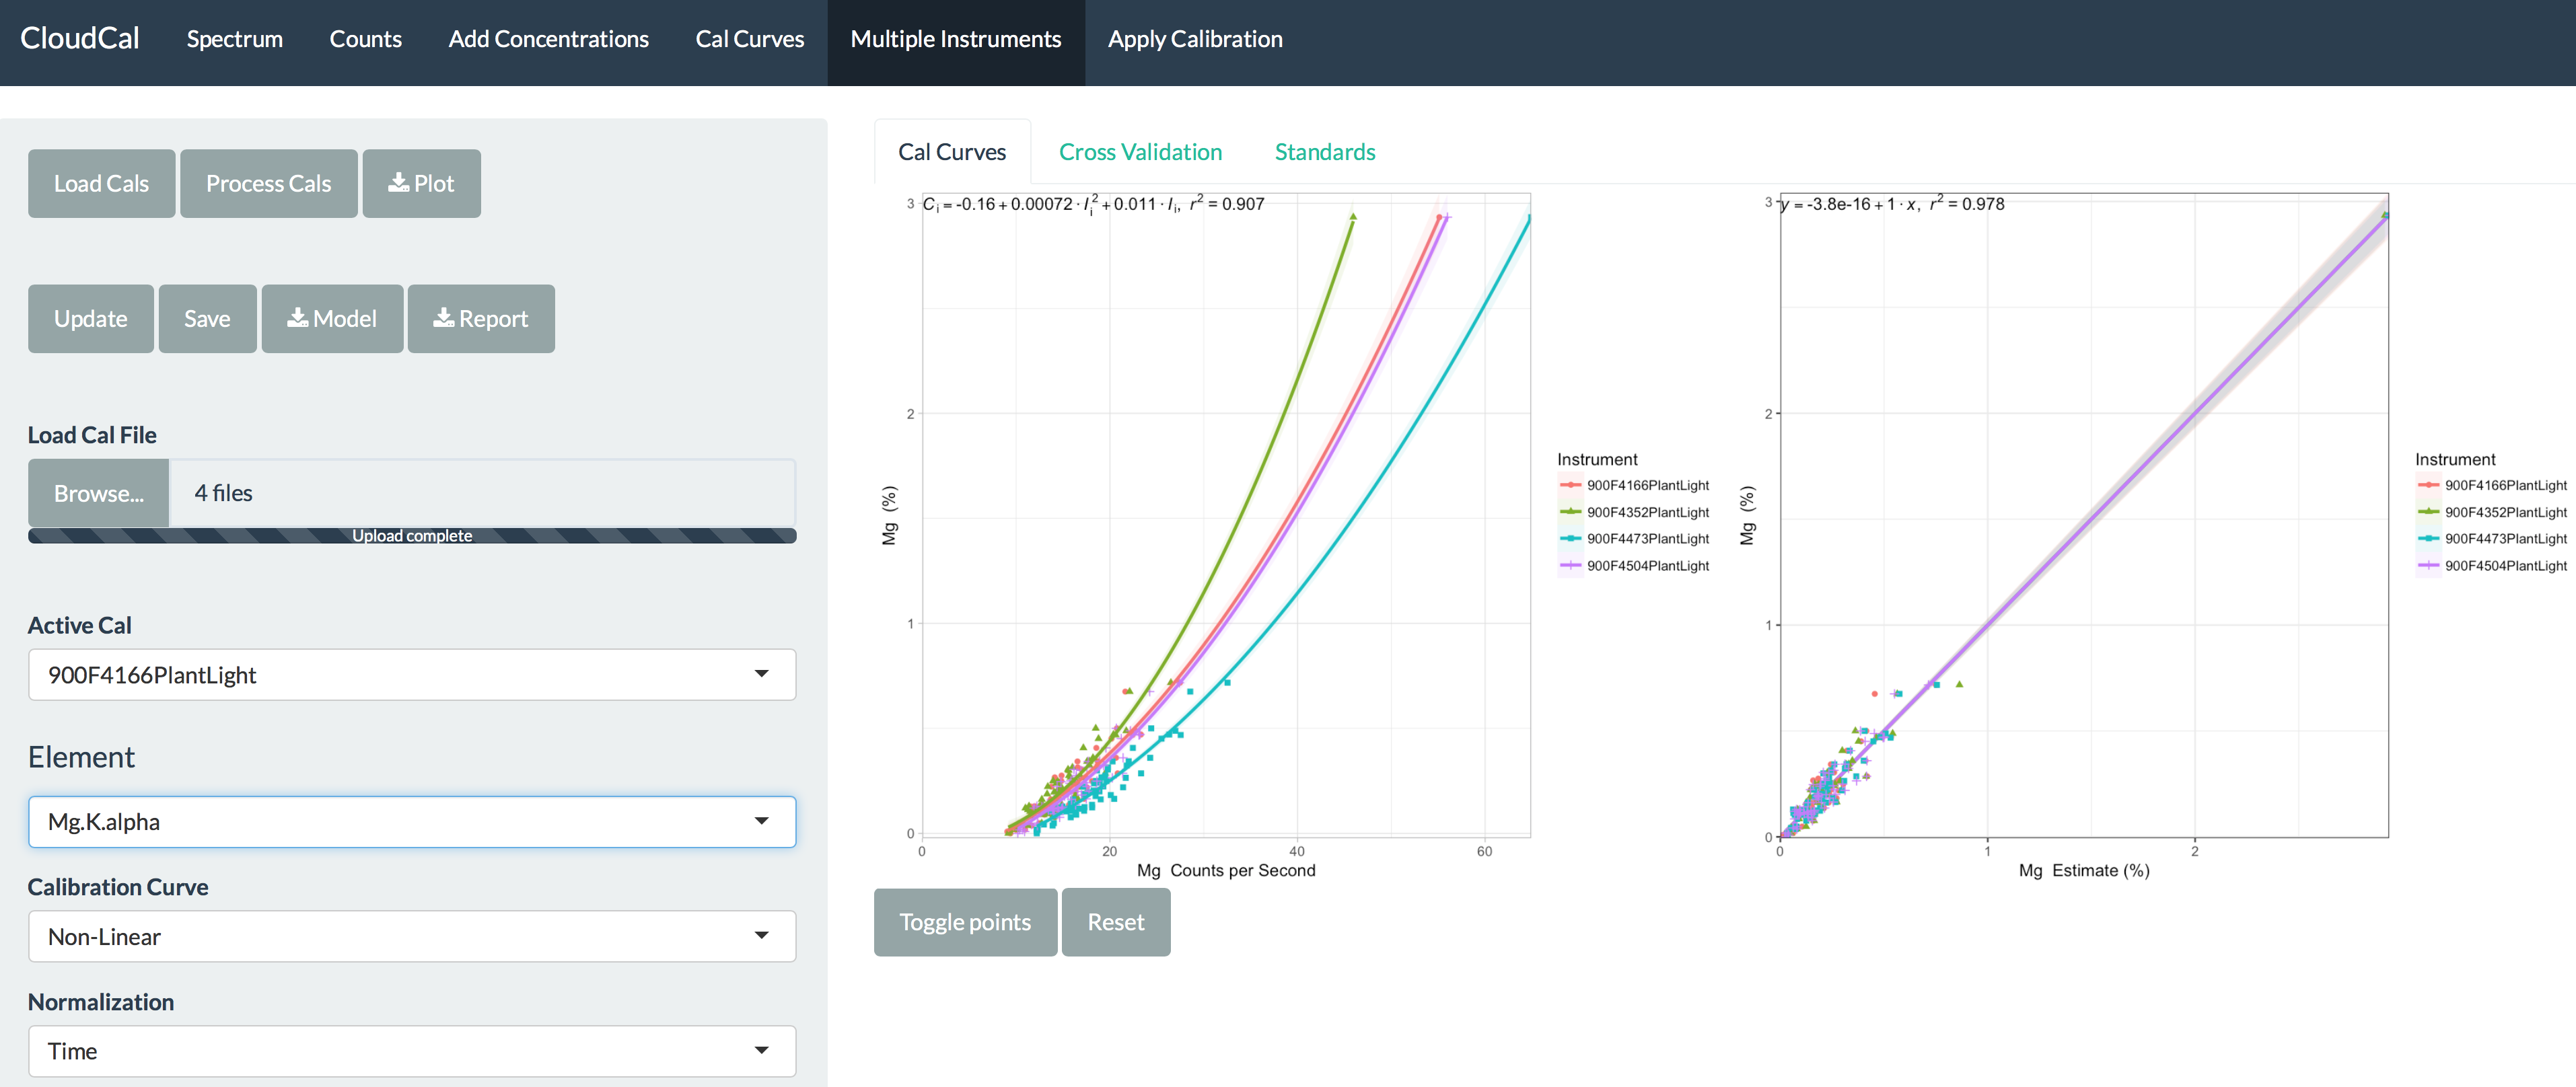 CloudCal Spectrum Counts Add Concentrations Cal Curves Multiple Instruments Apply Calibration
Load Cals Process Cals Plot
Update Save Model Report
Load Cal File
Browse... 4 files
Upload complete
Active Cal
900F4166PlantLight
Element
Mg.K.alpha
Calibration Curve
Non-Linear
Normalization
Time
Cal Curves Cross Validation Standards
C_i = -0.16 + 0.00072 · I_i^2 + 0.011 · I_i, r^2 = 0.907
3
2
1
0
0 20 40 60
Mg (%)
Mg Counts per Second
Instrument
900F4166PlantLight
900F4352PlantLight
900F4473PlantLight
900F4504PlantLight
y = -3.8e-16 + 1 · x, r^2 = 0.978
3
2
1
0
0 1 2
Mg (%)
Mg Estimate (%)
Instrument
900F4166PlantLight
900F4352PlantLight
900F4473PlantLight
900F4504PlantLight
Toggle points Reset